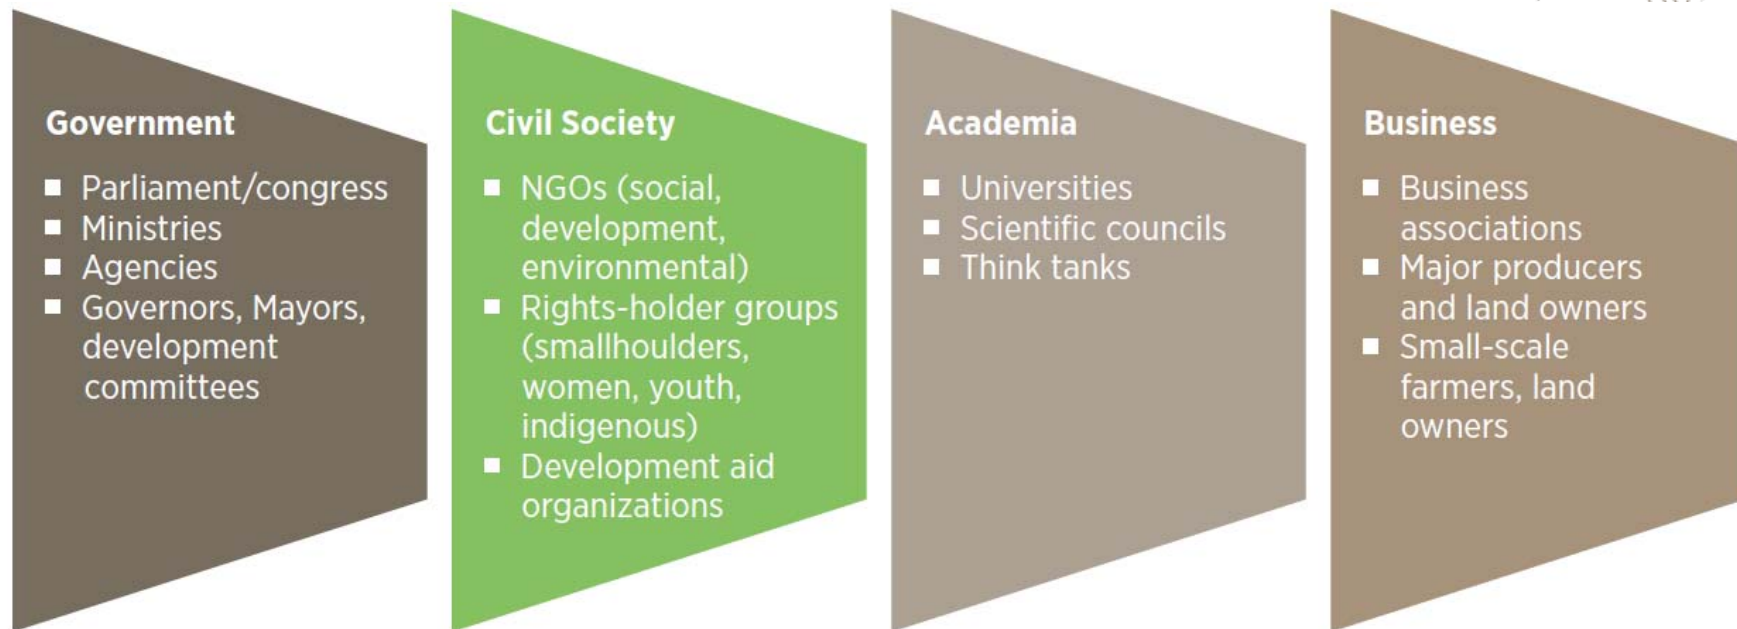 Government
■ Parliament/congress
■ Ministries
■ Agencies
■ Governors, Mayors,
development
committees
Civil Society
■ NGOs (social,
development,
environmental)
■ Rights-holder groups
(smallhoulders,
women, youth,
indigenous)
■ Development aid
organizations
Academia
■ Universities
■ Scientific councils
■ Think tanks
Business
■ Business
associations
■ Major producers
and land owners
■ Small-scale
farmers, land
owners